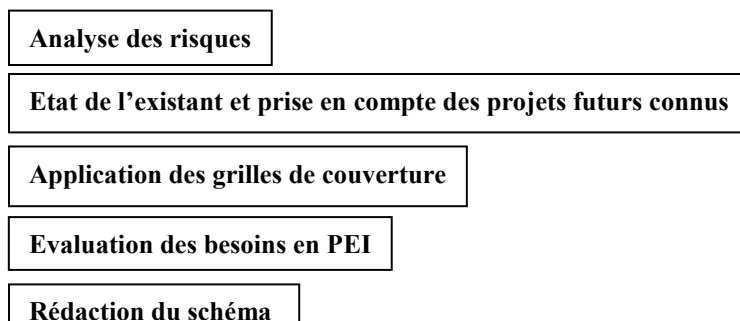 Analyse des risques
Etat de l’existant et prise en compte des projets futurs connus
Application des grilles de couverture
Evaluation des besoins en PEI
Rédaction du schéma